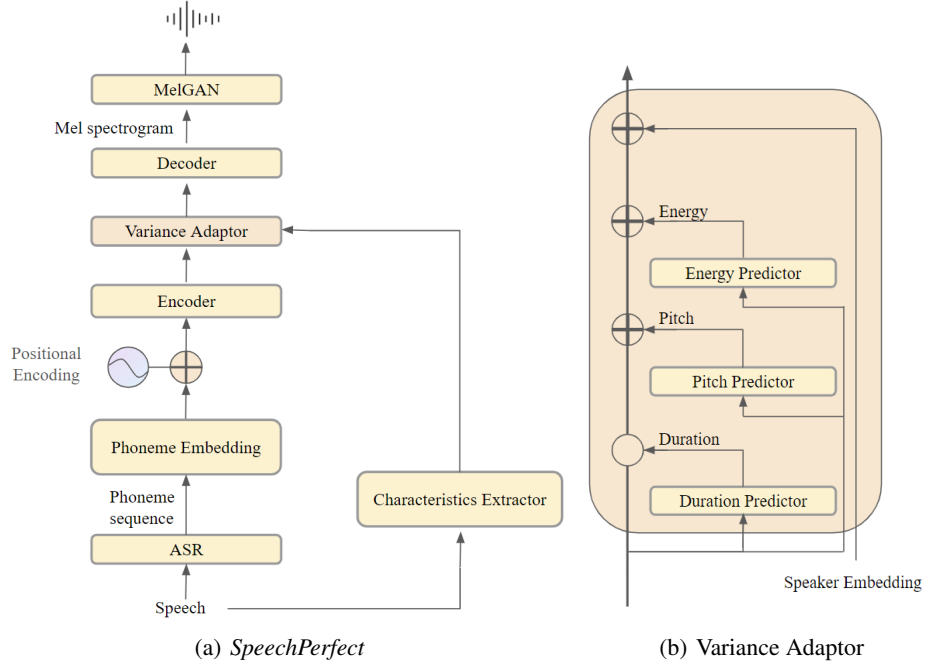 MelGAN
Mel spectrogram
Decoder
Variance Adaptor
Encoder
Positional
Encoding
Phoneme Embedding
Phoneme
sequence
Characteristics Extractor
ASR
Speech
(a) SpeechPerfect
Energy
Energy Predictor
Pitch
Pitch Predictor
Duration
Duration Predictor
Speaker Embedding
(b) Variance Adaptor